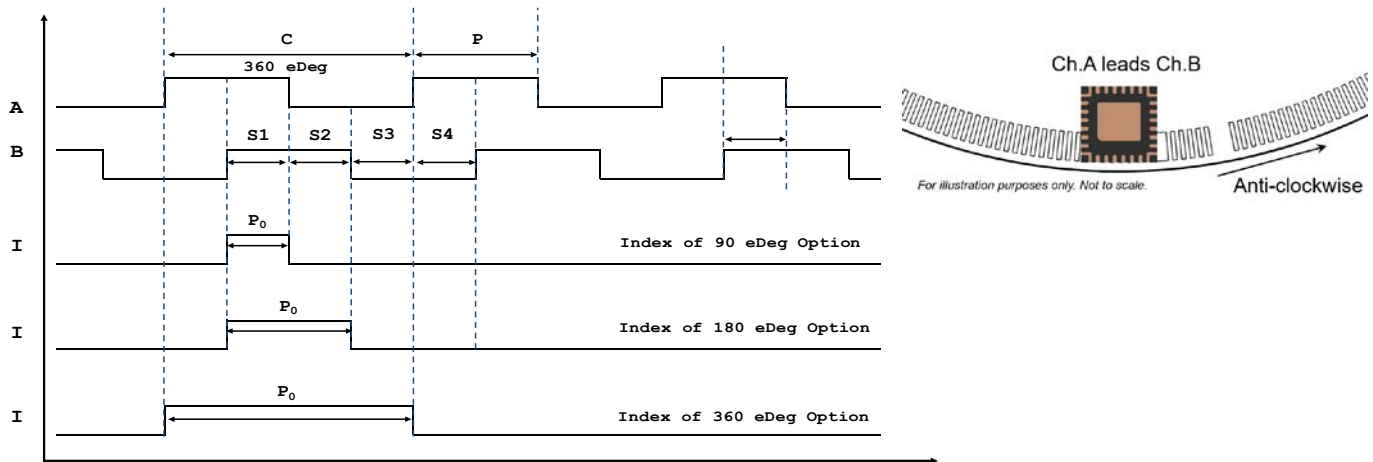 C
P
360 eDeg
A
S1
S2
S3
S4
B
P₀
I
Index of 90 eDeg Option
P₀
I
Index of 180 eDeg Option
P₀
I
Index of 360 eDeg Option
Ch.A leads Ch.B
For illustration purposes only. Not to scale.
Anti-clockwise